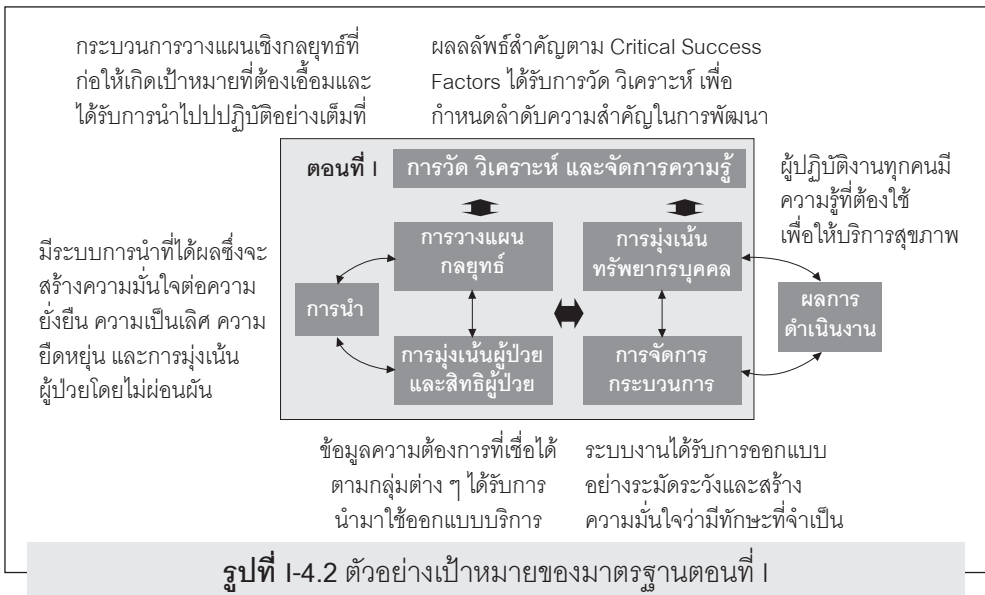 กระบวนการวางแผนเชิงกลยุทธ์ที่
ก่อให้เกิดเป้าหมายที่ต้องเอื้อมและ
ได้รับการนำไปปปฏิบัติอย่างเต็มที่
ผลลลัพธ์สำคัญตาม Critical Success
Factors ได้รับการวัด วิเคราะห์ เพื่อ
กำหนดลำดับความสำคัญในการพัฒนา
ตอนที่ I
การวัด วิเคราะห์ และจัดการความรู้
ผู้ปฏิบัติงานทุกคนมี
ความรู้ที่ต้องใช้
เพื่อให้บริการสุขภาพ
มีระบบการนำที่ได้ผลซึ่งจะ
สร้างความมั่นใจต่อความ
ยั่งยืน ความเป็นเลิศ ความ
ยืดหยุ่น และการมุ่งเน้น
ผู้ป่วยโดยไม่ผ่อนผัน
การวางแผน
กลยุทธ์
การมุ่งเน้น
ทรัพยากรบุคคล
การนำ
ผลการ
ดำเนินงาน
การมุ่งเน้นผู้ป่วย
และสิทธิผู้ป่วย
การจัดการ
กระบวนการ
ข้อมูลความต้องการที่เชื่อได้
ตามกลุ่มต่าง ๆ ได้รับการ
นำมาใช้ออกแบบบริการ
ระบบงานได้รับการออกแบบ
อย่างระมัดระวังและสร้าง
ความมั่นใจว่ามีทักษะที่จำเป็น
รูปที่ I-4.2 ตัวอย่างเป้าหมายของมาตรฐานตอนที่ I